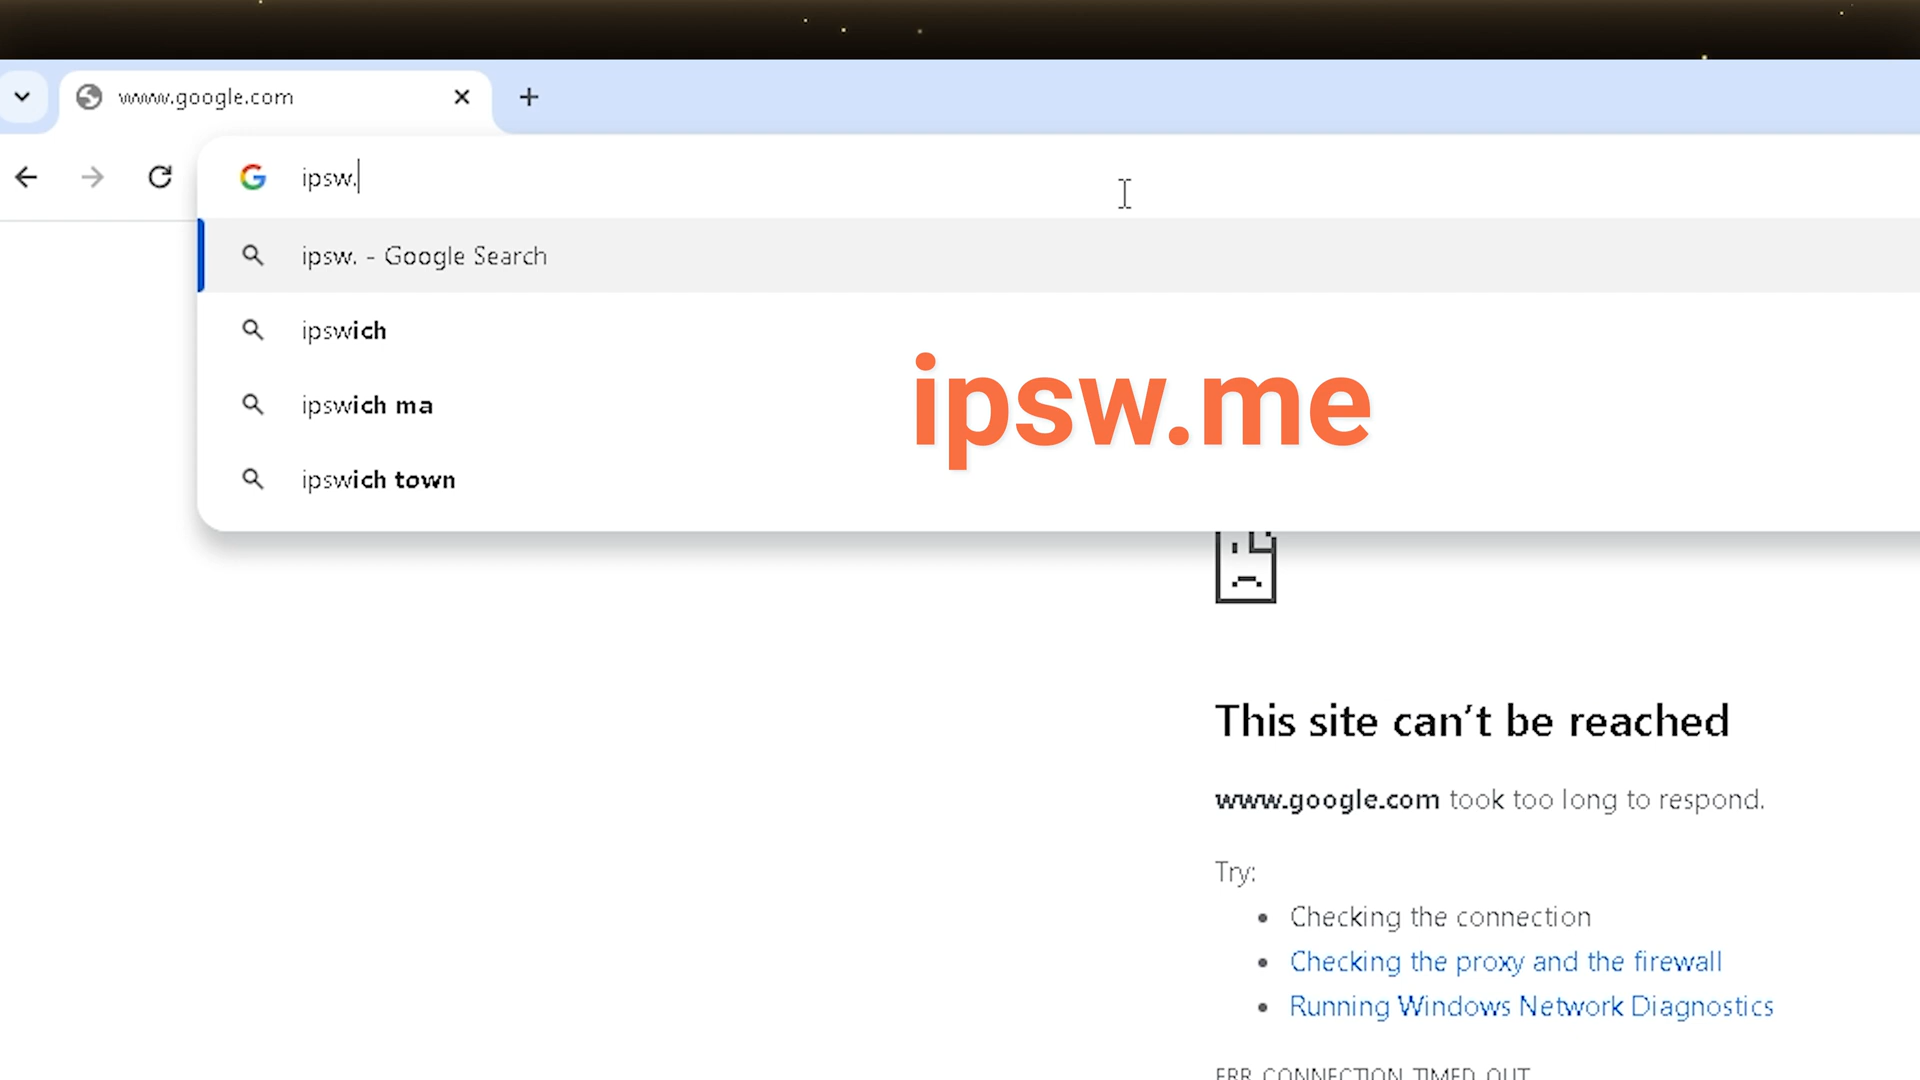 www.google.com
ipsw.
ipsw. - Google Search
ipswich
ipswich ma
ipswich town
ipsw.me
This site can't be reached
www.google.com took too long to respond.
Try:
Checking the connection
Checking the proxy and the firewall
Running Windows Network Diagnostics
ERR_CONNECTION_TIMED_OUT